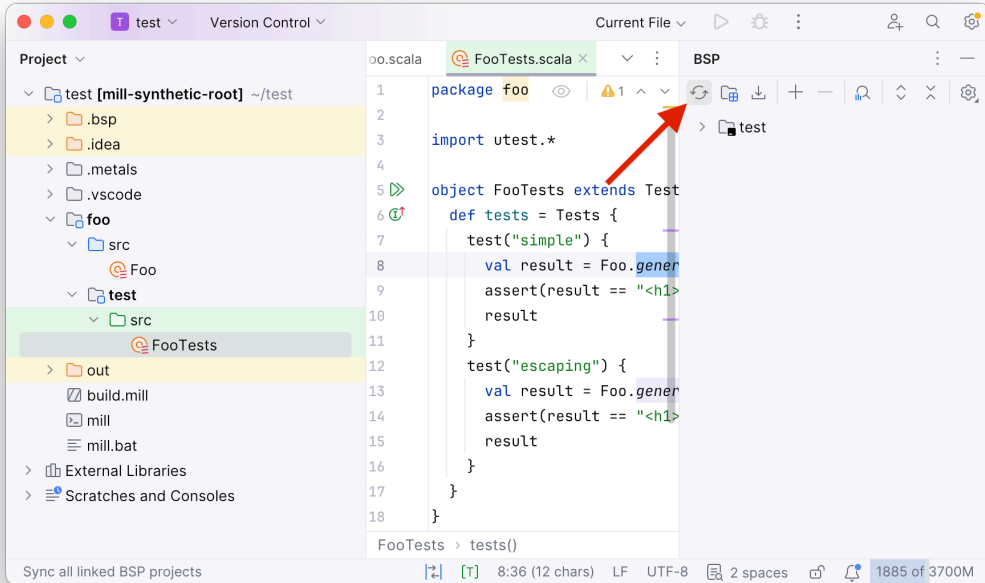 T test Version Control Current File
Project
test [mill-synthetic-root] ~/test
.bsp
.idea
.metals
.vscode
foo
src
Foo
test
src
FooTests
out
build.mill
mill
mill.bat
External Libraries
Scratches and Consoles
oo.scala FooTests.scala
1 package foo 1
2
3 import utest.*
4
5 object FooTests extends Test
6 def tests = Tests {
7 test("simple") {
8 val result = Foo.gener
9 assert(result == "<h1>
10 result
11 }
12 test("escaping") {
13 val result = Foo.gener
14 assert(result == "<h1>
15 result
16 }
17 }
18 }
FooTests › tests()
BSP
test
Sync all linked BSP projects [T] 8:36 (12 chars) LF UTF-8 2 spaces 1885 of 3700M